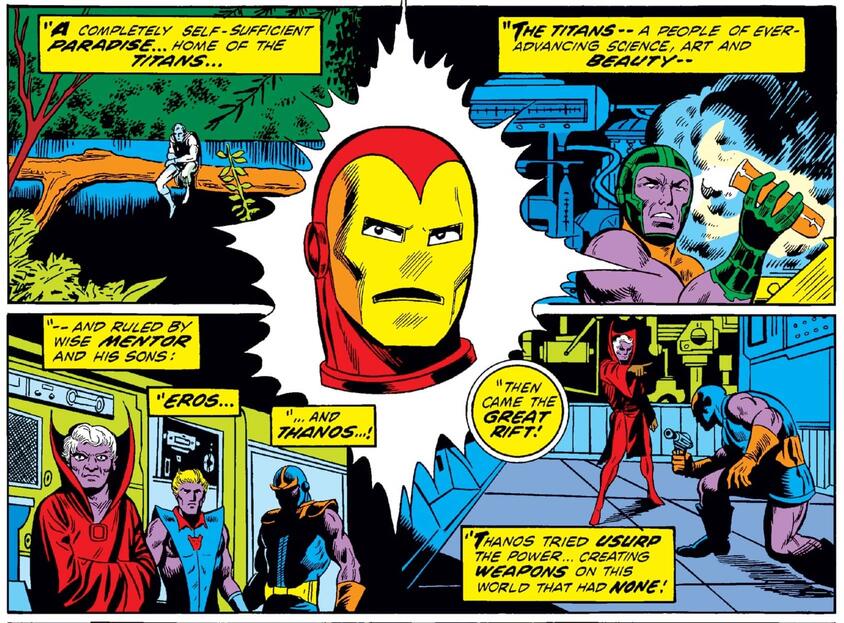 "A COMPLETELY SELF-SUFFICIENT
PARADISE... HOME OF THE
TITANS...
"THE TITANS-- A PEOPLE OF EVER-
ADVANCING SCIENCE, ART AND
BEAUTY--
"-- AND RULED BY
WISE MENTOR
AND HIS SONS:
"EROS...
"... AND
THANOS...!
"THEN
CAME THE
GREAT
RIFT!
"THANOS TRIED USURP
THE POWER... CREATING
WEAPONS ON THIS
WORLD THAT HAD NONE!